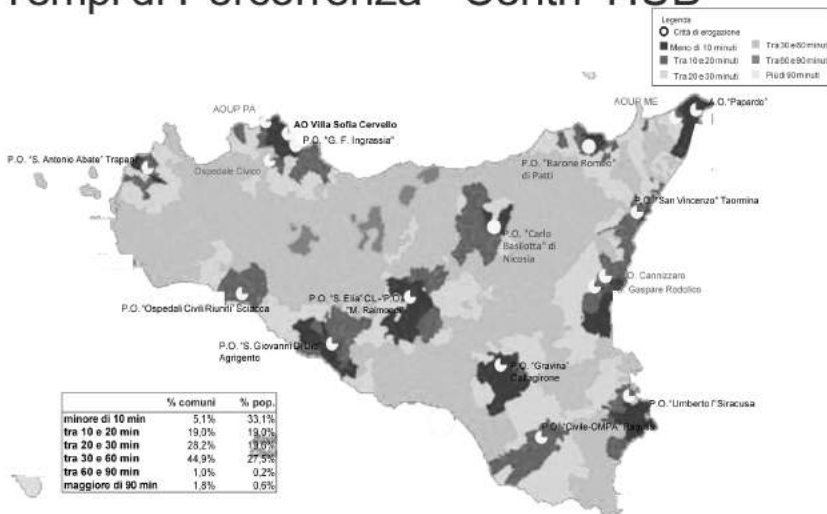 Tempi di Percorrenza - Centri HUB
Legenda
Città di erogazione
Meno di 10 minuti
Tra 30 e 60 minuti
Tra 10 e 20 minuti
Tra 60 e 90 minuti
Tra 20 e 30 minuti
Più di 90 minuti
AOUP PA
AO Villa Sofia Cervello
P.O. "G. F. Ingrassia"
AOUP ME
A.O. "Papardo"
P.O. "S. Antonio Abate" Trapani
Ospedale Civico
P.O. "Barone Romeo"
di Patti
P.O. "San Vincenzo" Taormina
P.O. "Carlo
Basilotta" di
Nicosia
O. Cannizzaro
Gaspare Rodolico
P.O. "Ospedali Civili Riuniti" Sciacca
P.O. "S. Elia" CL -"P.O.
"M. Raimondi"
P.O. "S. Giovanni Di Dio"
Agrigento
P.O. "Gravina"
Caltagirone
P.O. "Umberto I" Siracusa
P.O. "Civile-OMPA" Ragusa
% comuni % pop.
minore di 10 min 5,1% 33,1%
tra 10 e 20 min 19,0% 19,0%
tra 20 e 30 min 28,2%
tra 30 e 60 min 44,9% 27,5%
tra 60 e 90 min 1,0% 0,2%
maggiore di 90 min 1,8% 0,6%